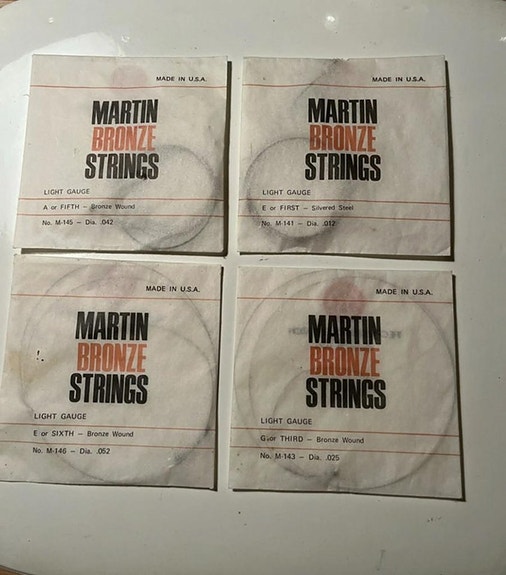 MADE IN U.S.A.
MARTIN
BRONZE
STRINGS
LIGHT GAUGE
A or FIFTH — Bronze Wound
No. M-145 — Dia. .042
MADE IN U.S.A.
MARTIN
BRONZE
STRINGS
LIGHT GAUGE
E or FIRST — Silvered Steel
No. M-141 — Dia. .012
MADE IN U.S.A.
MARTIN
BRONZE
STRINGS
LIGHT GAUGE
E or SIXTH — Bronze Wound
No. M-146 — Dia. .052
MADE IN U.S.A.
MARTIN
BRONZE
STRINGS
LIGHT GAUGE
G or THIRD — Bronze Wound
No. M-143 — Dia. .025